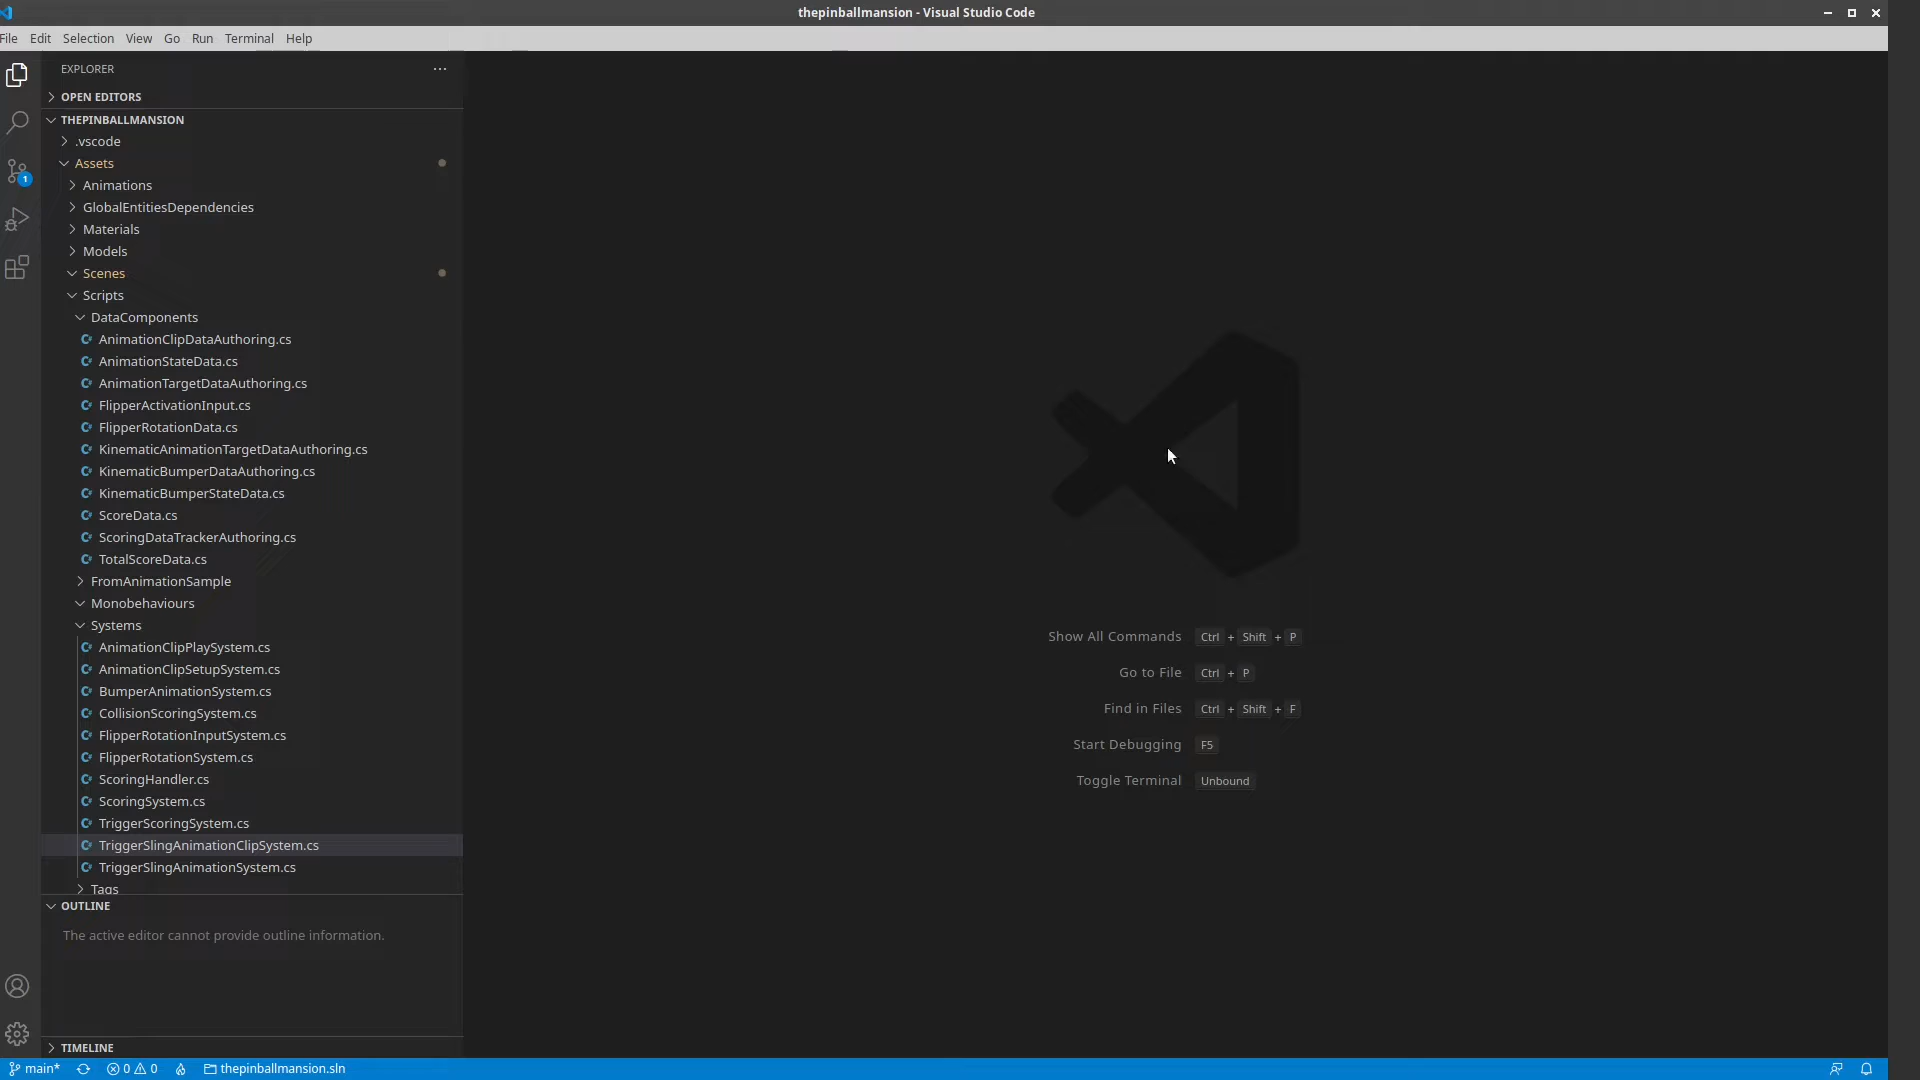 thepinballmansion - Visual Studio Code
File Edit Selection View Go Run Terminal Help
EXPLORER
OPEN EDITORS
THEPINBALLMANSION
.vscode
Assets
Animations
GlobalEntitiesDependencies
Materials
Models
Scenes
Scripts
DataComponents
AnimationClipDataAuthoring.cs
AnimationStateData.cs
AnimationTargetDataAuthoring.cs
FlipperActivationInput.cs
FlipperRotationData.cs
KinematicAnimationTargetDataAuthoring.cs
KinematicBumperDataAuthoring.cs
KinematicBumperStateData.cs
ScoreData.cs
ScoringDataTrackerAuthoring.cs
TotalScoreData.cs
FromAnimationSample
Monobehaviours
Systems
AnimationClipPlaySystem.cs
AnimationClipSetupSystem.cs
BumperAnimationSystem.cs
CollisionScoringSystem.cs
FlipperRotationInputSystem.cs
FlipperRotationSystem.cs
ScoringHandler.cs
ScoringSystem.cs
TriggerScoringSystem.cs
TriggerSlingAnimationClipSystem.cs
TriggerSlingAnimationSystem.cs
Tags
OUTLINE
The active editor cannot provide outline information.
TIMELINE
1
Show All Commands Ctrl + Shift + P
Go to File Ctrl + P
Find in Files Ctrl + Shift + F
Start Debugging F5
Toggle Terminal Unbound
main* 0 0 thepinballmansion.sln